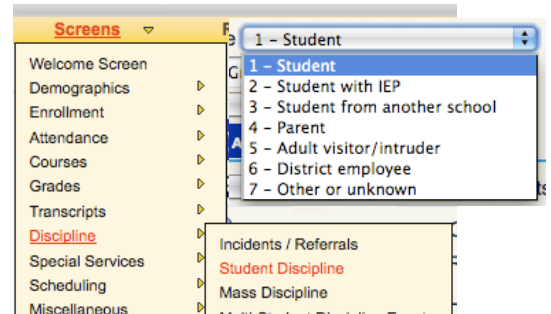 Screens
1 – Student
1 – Student
2 – Student with IEP
3 – Student from another school
4 – Parent
5 – Adult visitor/intruder
6 – District employee
7 – Other or unknown
Welcome Screen
Demographics
Enrollment
Attendance
Courses
Grades
Transcripts
Discipline
Special Services
Scheduling
Miscellaneous
Incidents / Referrals
Student Discipline
Mass Discipline